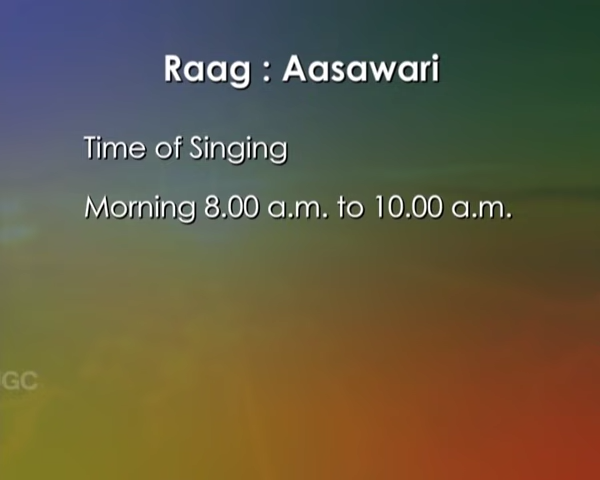 Raag : Aasawari
Time of Singing
Morning 8.00 a.m. to 10.00 a.m.
GC